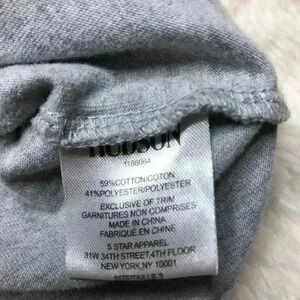 HUDSON
1188064
59%COTTON/COTON
41%POLYESTER/POLYESTER
EXCLUSIVE OF TRIM
GARNITURES NON COMPRISES
MADE IN CHINA
FABRIQUÉ EN CHINE
5 STAR APPAREL
31W 34TH STREET,4TH FLOOR
NEW YORK,NY 10001